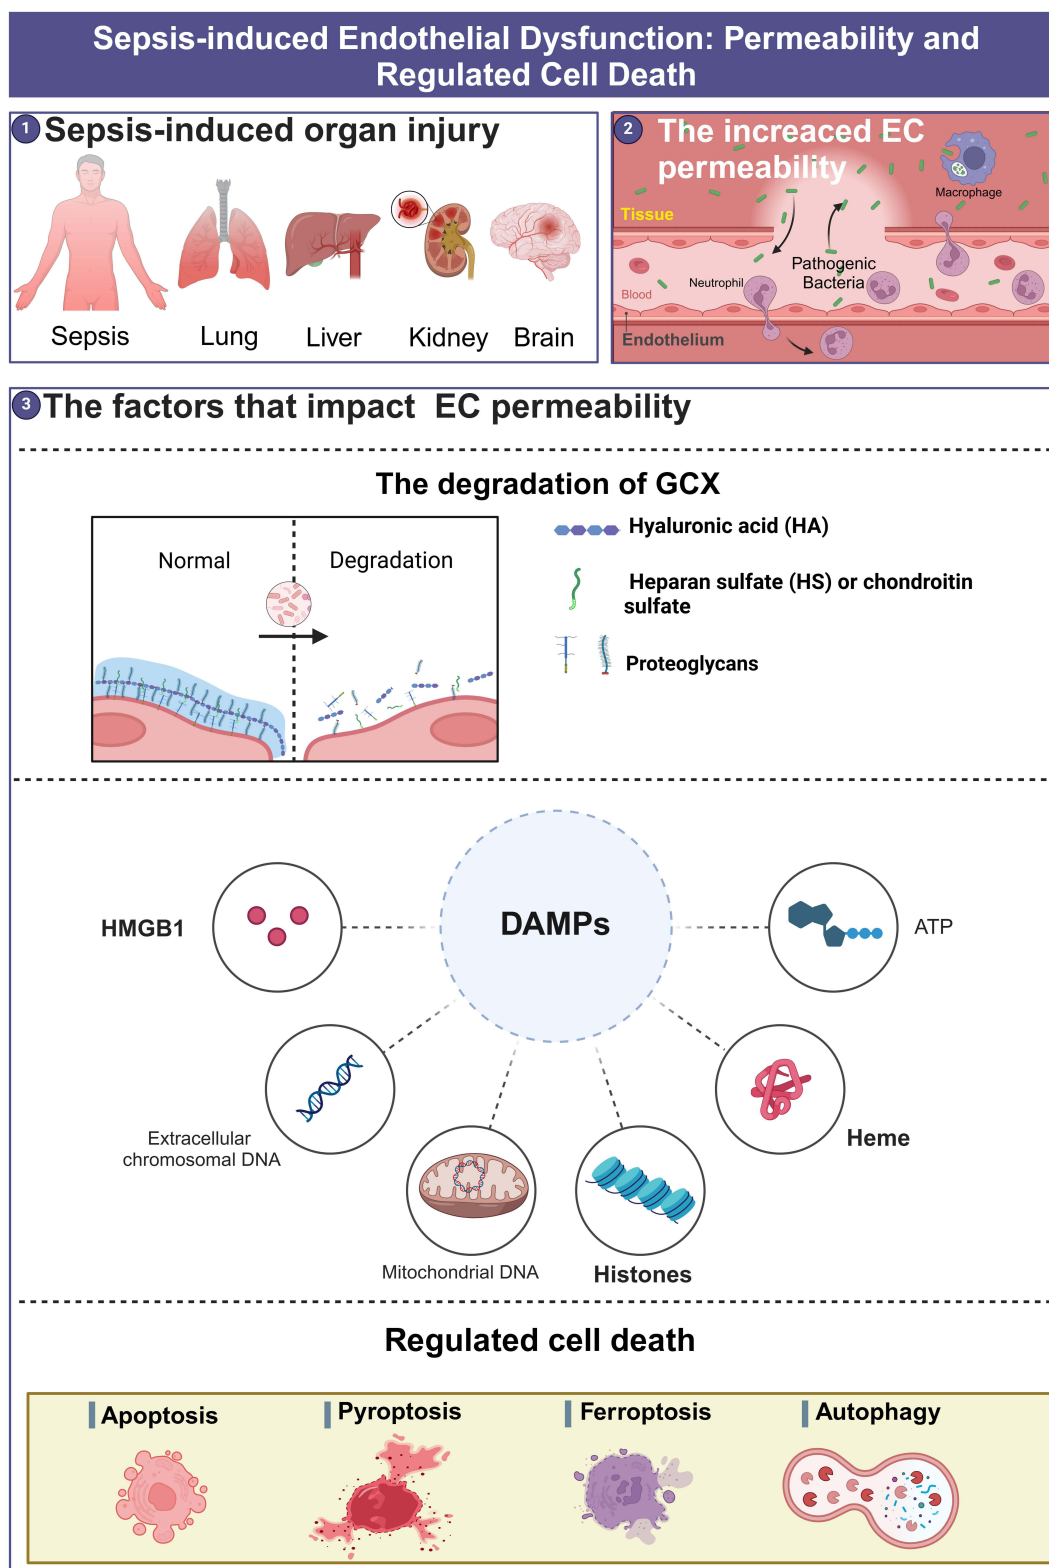 Sepsis-induced Endothelial Dysfunction: Permeability and
Regulated Cell Death
1 Sepsis-induced organ injury
Sepsis
Lung
Liver
Kidney
Brain
2 The increaced EC
permeability
Macrophage
Tissue
Pathogenic
Bacteria
Neutrophil
Blood
Endothelium
3 The factors that impact EC permeability
The degradation of GCX
Normal
Degradation
Hyaluronic acid (HA)
Heparan sulfate (HS) or chondroitin
sulfate
Proteoglycans
DAMPs
HMGB1
ATP
Extracellular
chromosomal DNA
Heme
Mitochondrial DNA
Histones
Regulated cell death
Apoptosis
Pyroptosis
Ferroptosis
Autophagy